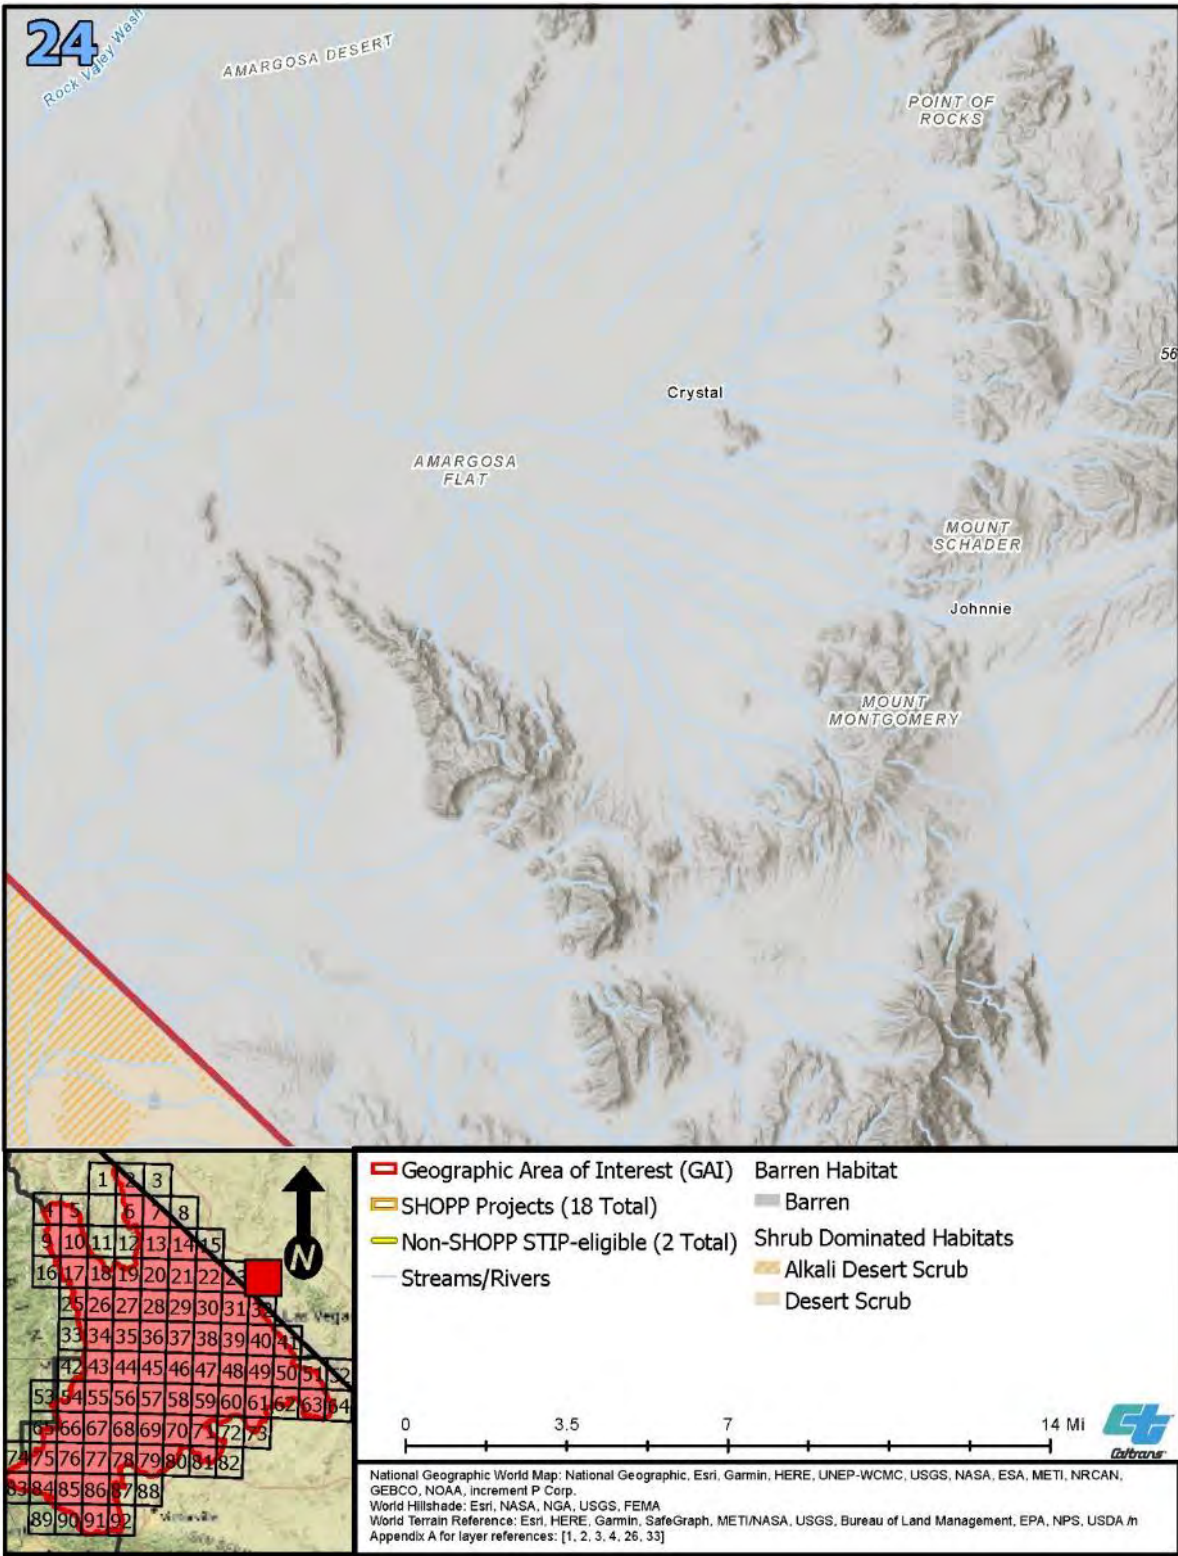 24
Rock Valley Wash
AMARGOSA DESERT
POINT OF
ROCKS
56
Crystal
AMARGOSA
FLAT
MOUNT
SCHADER
Johnnie
MOUNT
MONTGOMERY
1 2 3
4 5 6 7 8
9 10 11 12 13 14 15
16 17 18 19 20 21 22 23
25 26 27 28 29 30 31 32
Las Vega
33 34 35 36 37 38 39 40 41
42 43 44 45 46 47 48 49 50 51 52
53 54 55 56 57 58 59 60 61 62 63 64
65 66 67 68 69 70 71 72 73
74 75 76 77 78 79 80 81 82
83 84 85 86 87 88
89 90 91 92
N
Geographic Area of Interest (GAI)
SHOPP Projects (18 Total)
Non-SHOPP STIP-eligible (2 Total)
Streams/Rivers
Barren Habitat
Barren
Shrub Dominated Habitats
Alkali Desert Scrub
Desert Scrub
0 3.5 7 14 Mi
Caltrans
National Geographic World Map: National Geographic, Esri, Garmin, HERE, UNEP-WCMC, USGS, NASA, ESA, METI, NRCAN,
GEBCO, NOAA, increment P Corp.
World Hillshade: Esri, NASA, NGA, USGS, FEMA
World Terrain Reference: Esri, HERE, Garmin, SafeGraph, METI/NASA, USGS, Bureau of Land Management, EPA, NPS, USDA /n
Appendix A for layer references: [1, 2, 3, 4, 26, 33]